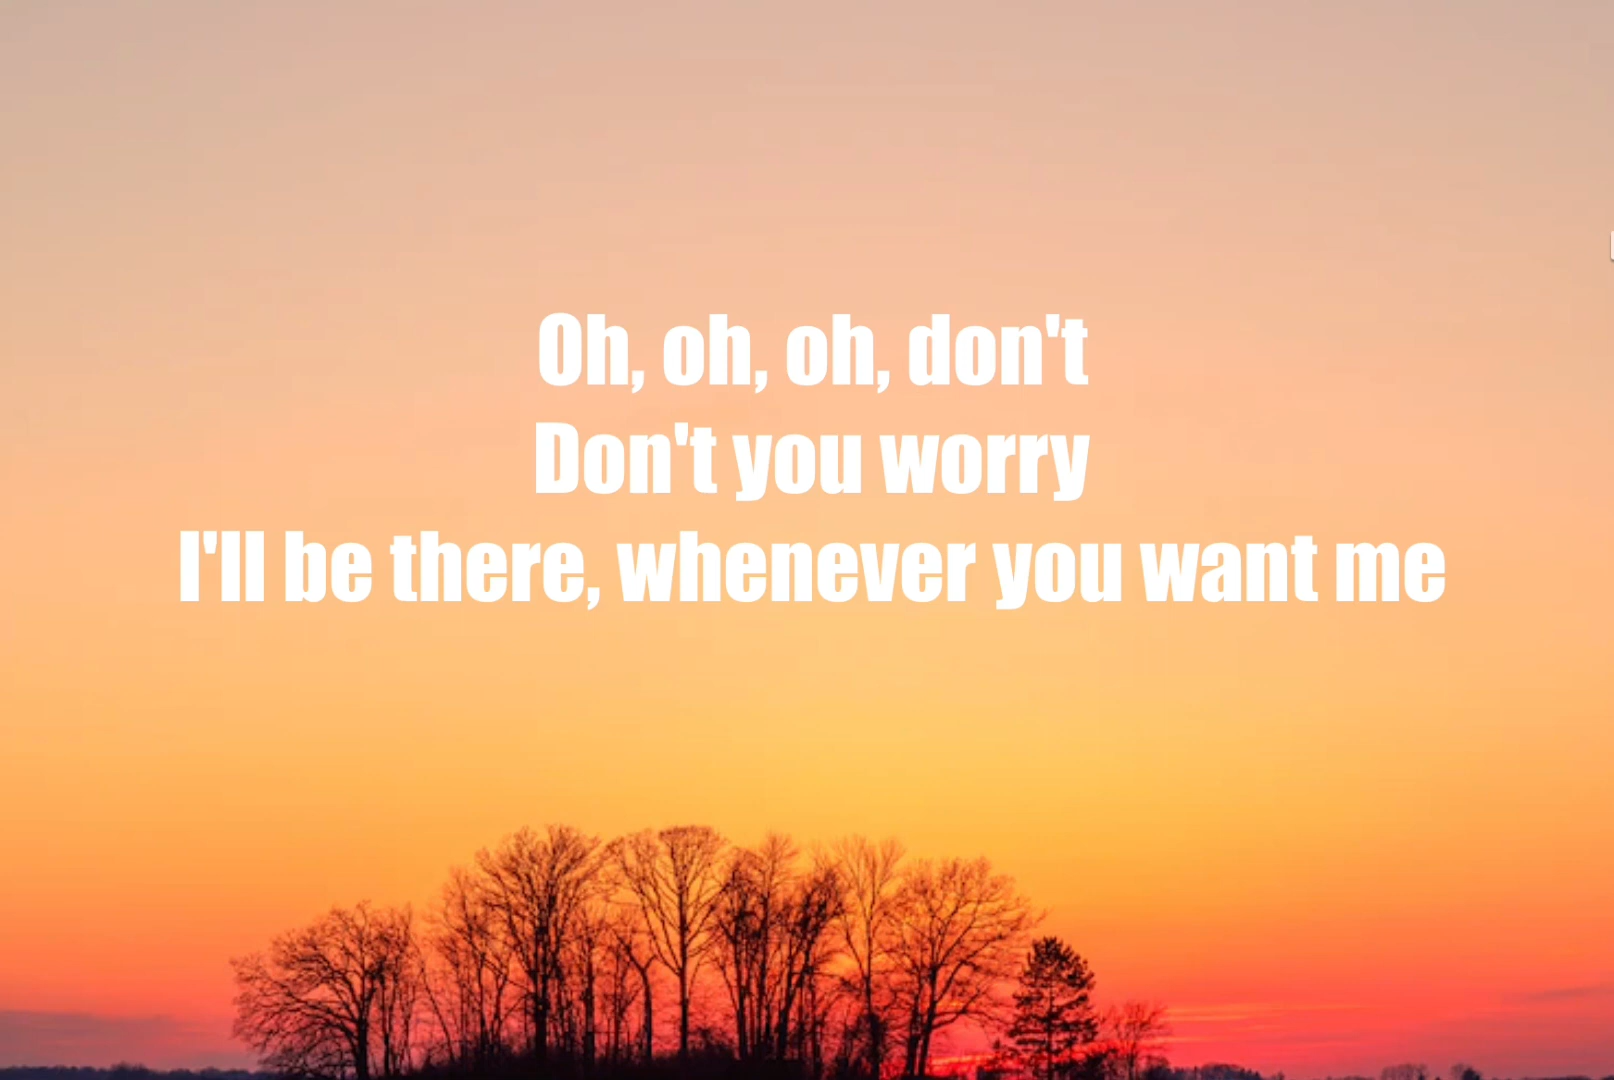 Oh, oh, oh, don't
Don't you worry
I'll be there, whenever you want me